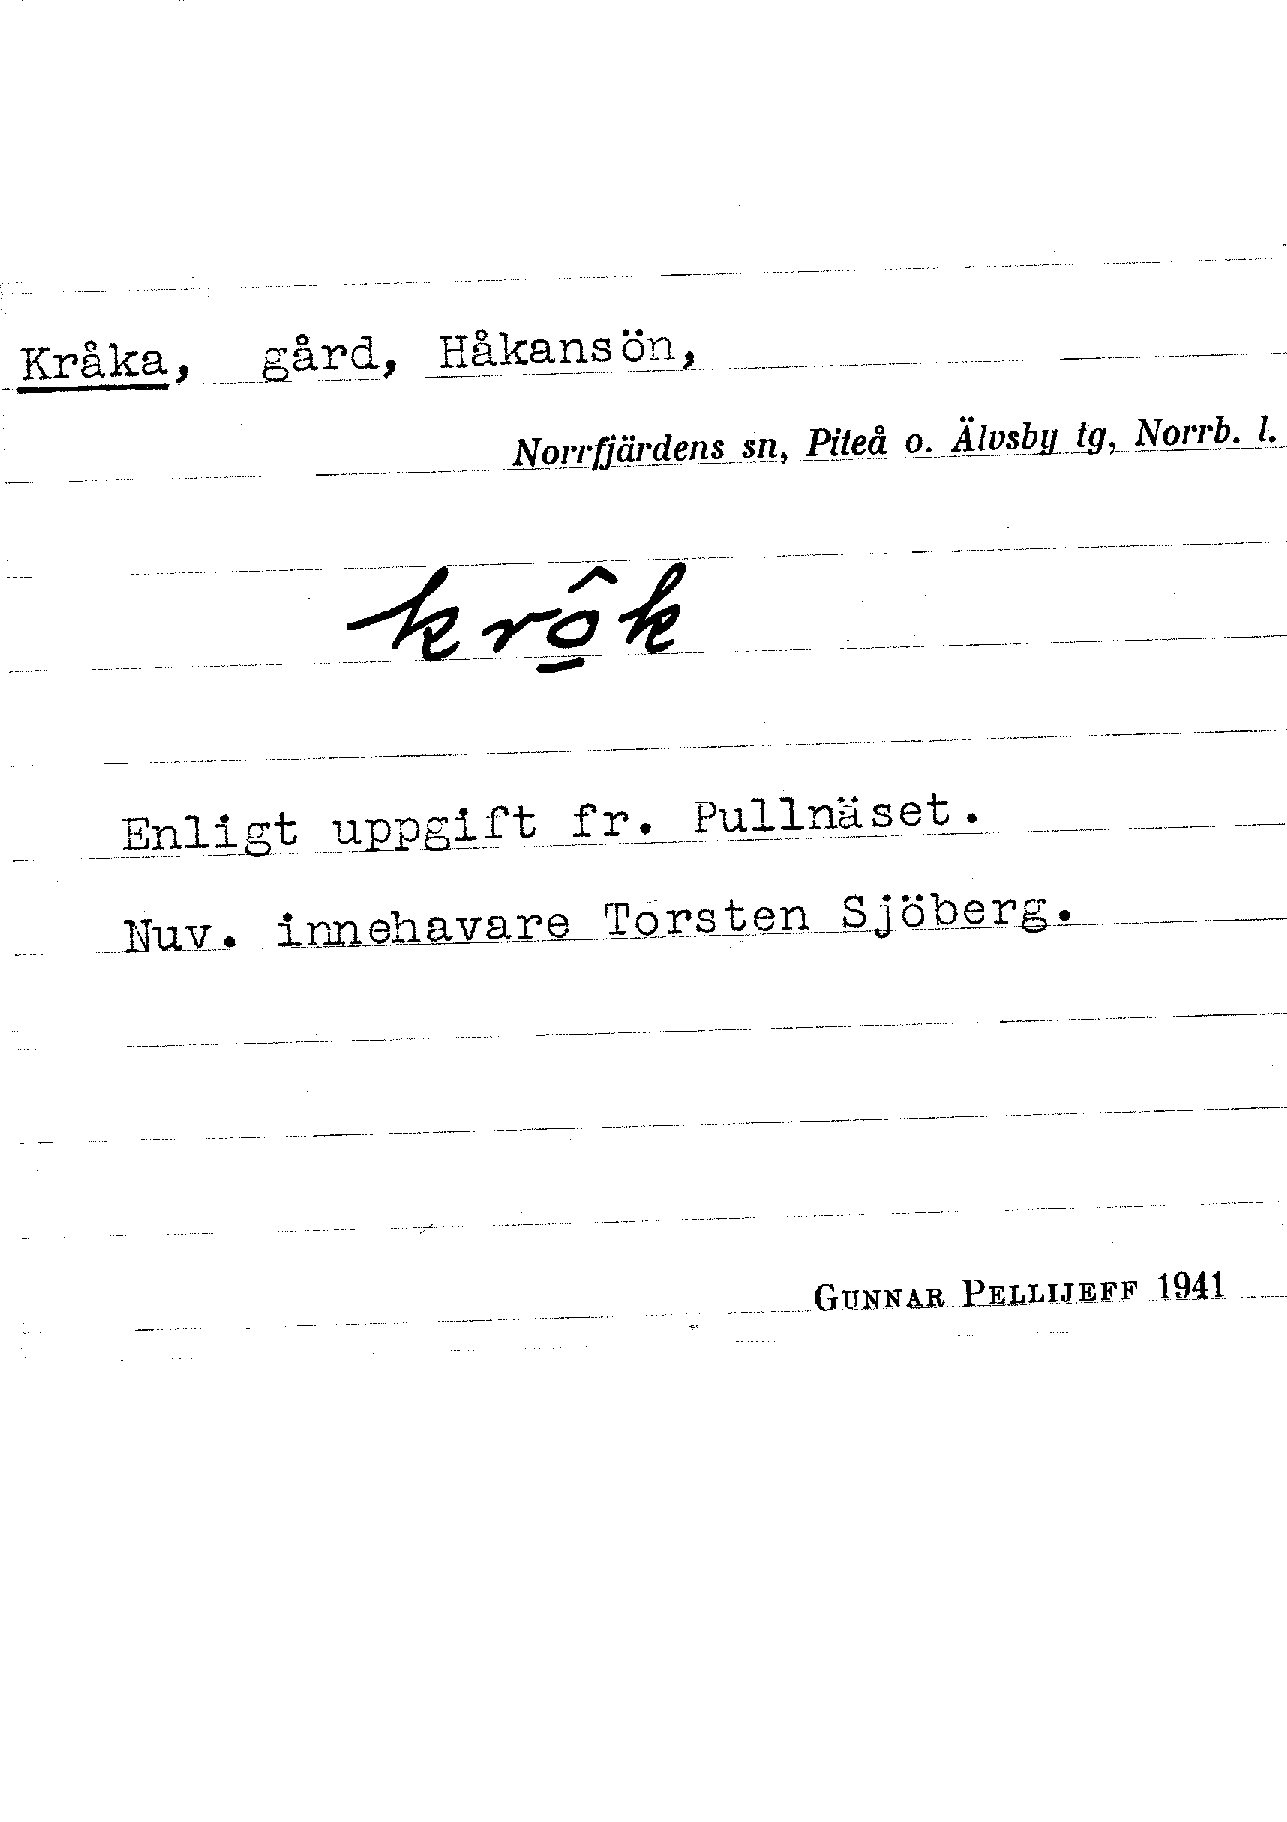 Kråka, gård, Håkansön,
Norrfjärdens sn, Piteå o. Älvsby tg, Norrb. l.
krô̱k
Enligt uppgift fr. Pullnäset.
Nuv. innehavare Torsten Sjöberg.
GUNNAR PELLIJEFF 1941